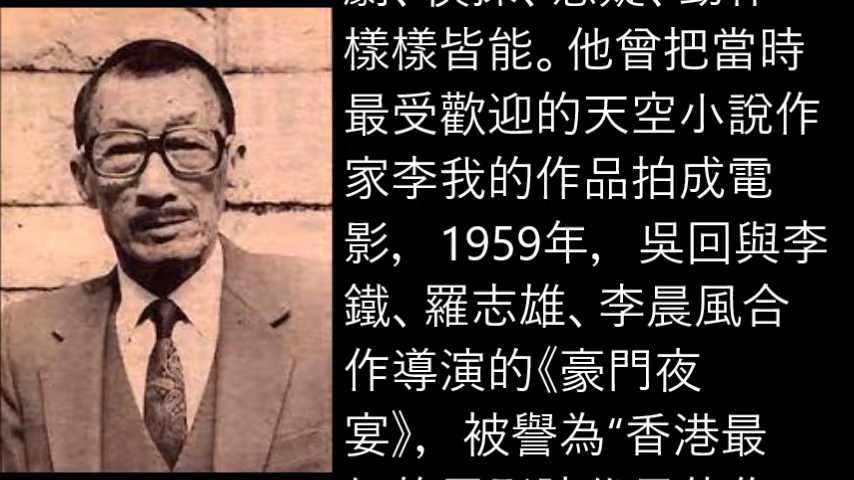 樣樣皆能。他曾把當時
最受歡迎的天空小說作
家李我的作品拍成電
影， 1959年， 吳回與李
鐵、羅志雄、李晨風合
作導演的《豪門夜
宴》， 被譽為“香港最